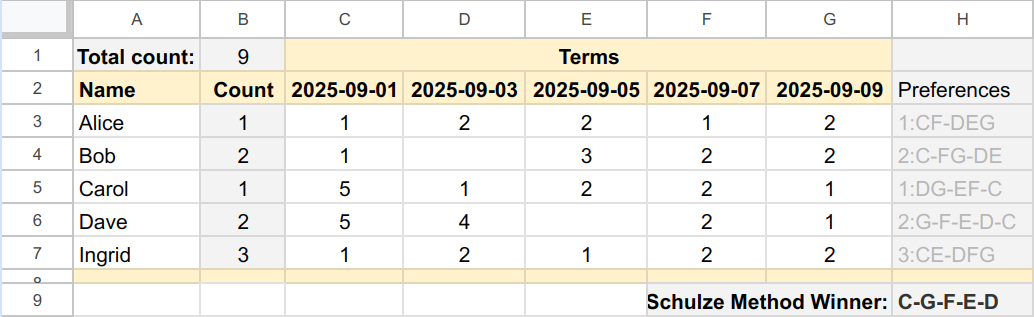 A B C D E F G H
1 Total count: 9 Terms
2 Name Count 2025-09-01 2025-09-03 2025-09-05 2025-09-07 2025-09-09 Preferences
3 Alice 1 1 2 2 1 2 1:CF-DEG
4 Bob 2 1 3 2 2 2:C-FG-DE
5 Carol 1 5 1 2 2 1 1:DG-EF-C
6 Dave 2 5 4 2 1 2:G-F-E-D-C
7 Ingrid 3 1 2 1 2 2 3:CE-DFG
8
9 Schulze Method Winner: C-G-F-E-D